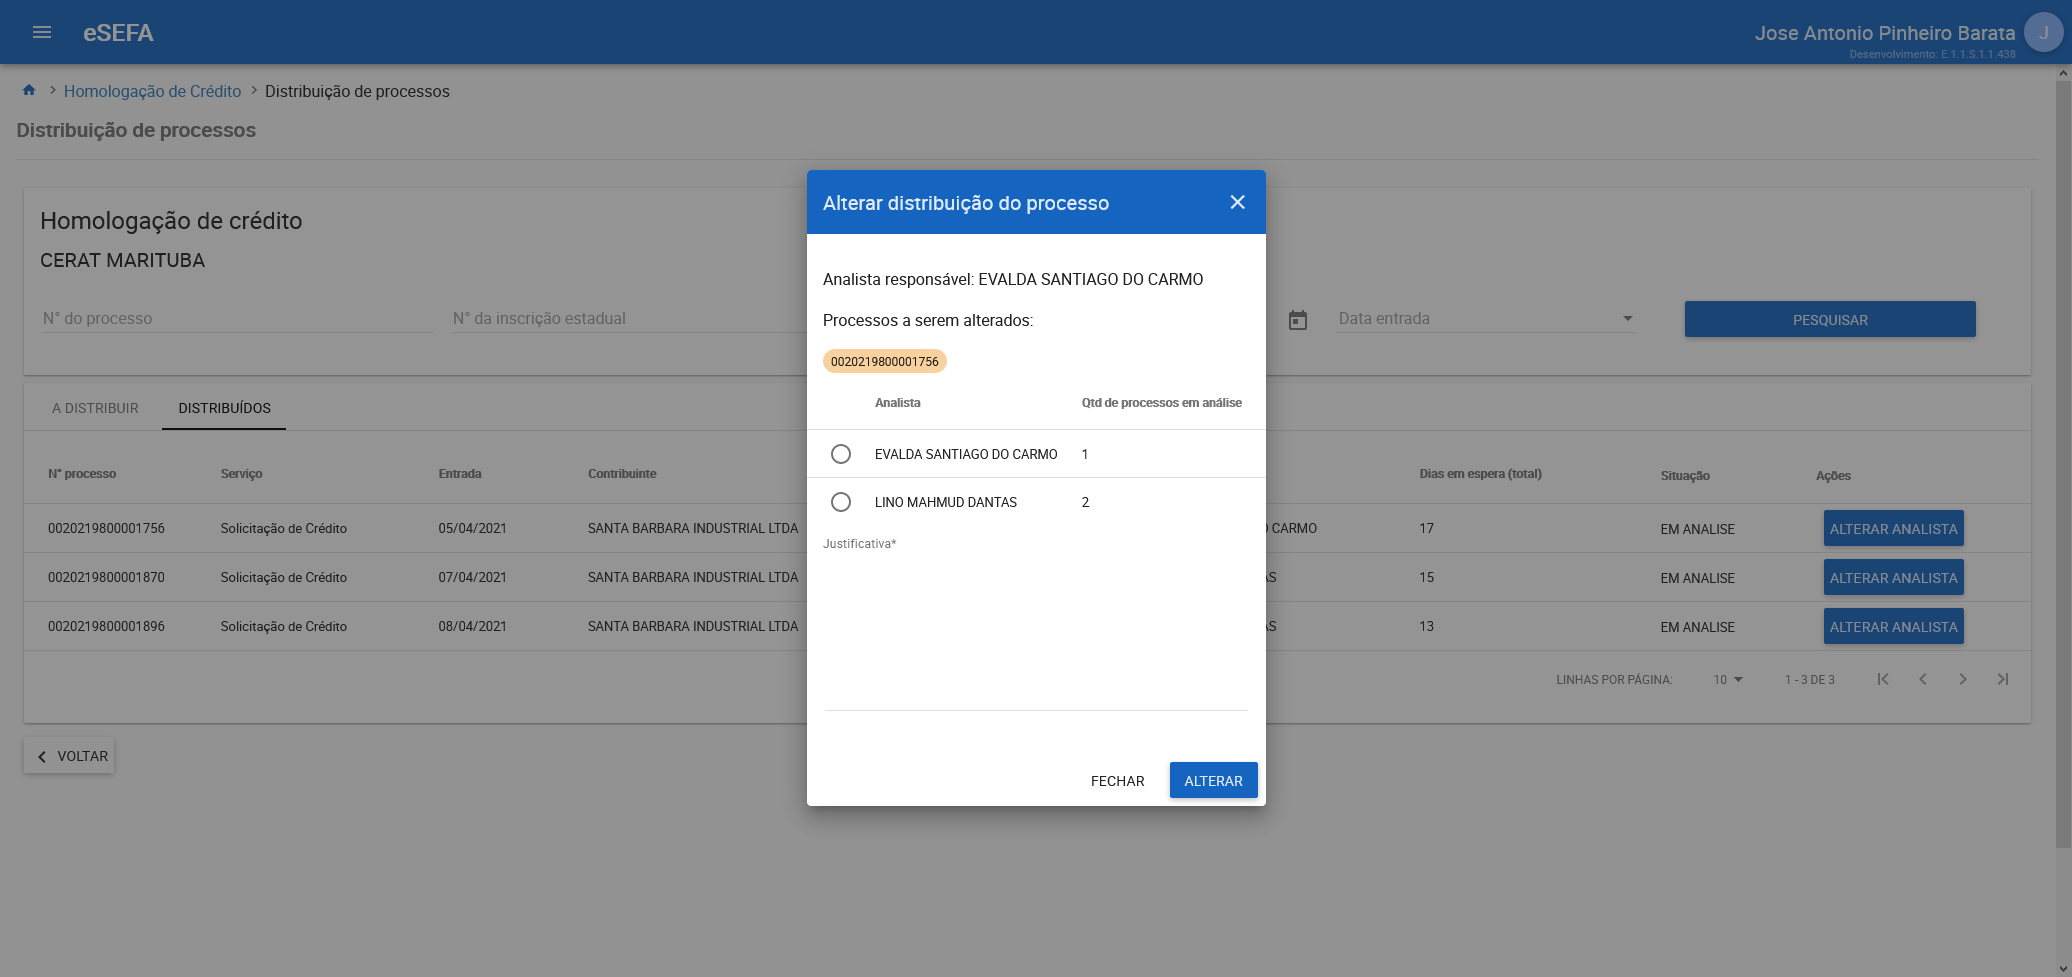 eSEFA
Jose Antonio Pinheiro Barata
J
Desenvolvimento: E.1.1.S.1.1.438
Homologação de Crédito
Distribuição de processos
Distribuição de processos
Homologação de crédito
CERAT MARITUBA
N° do processo
N° da inscrição estadual
Data entrada
PESQUISAR
A DISTRIBUIR
DISTRIBUÍDOS
N° processo Serviço Entrada Contribuinte Dias em espera (total) Situação Ações
0020219800001756 Solicitação de Crédito 05/04/2021 SANTA BARBARA INDUSTRIAL LTDA CARMO 17 EM ANALISE ALTERAR ANALISTA
0020219800001870 Solicitação de Crédito 07/04/2021 SANTA BARBARA INDUSTRIAL LTDA 15 EM ANALISE ALTERAR ANALISTA
0020219800001896 Solicitação de Crédito 08/04/2021 SANTA BARBARA INDUSTRIAL LTDA 13 EM ANALISE ALTERAR ANALISTA
LINHAS POR PÁGINA: 10 1 - 3 DE 3
VOLTAR
Alterar distribuição do processo
Analista responsável: EVALDA SANTIAGO DO CARMO
Processos a serem alterados:
0020219800001756
Analista Qtd de processos em análise
EVALDA SANTIAGO DO CARMO 1
LINO MAHMUD DANTAS 2
Justificativa*
FECHAR
ALTERAR